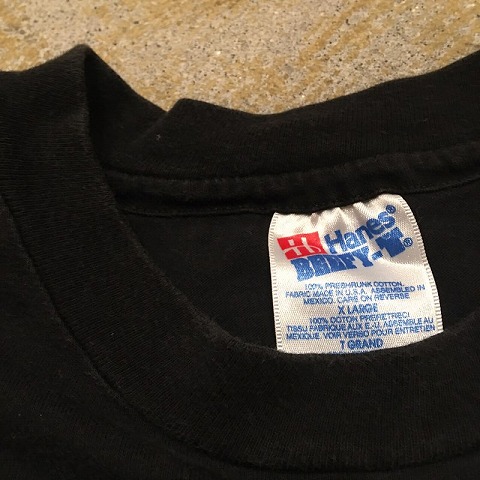 Hanes®
BEEFY-T®
100% PRESHRUNK COTTON.
FABRIC MADE IN U.S.A. ASSEMBLED IN
MEXICO. CARE ON REVERSE
X LARGE
100% COTON PRERETRECI
TISSU FABRIQUE AUX E.-U. ASSEMBLE AU
MEXIQUE. VOIR VERSO POUR ENTRETIEN
T GRAND